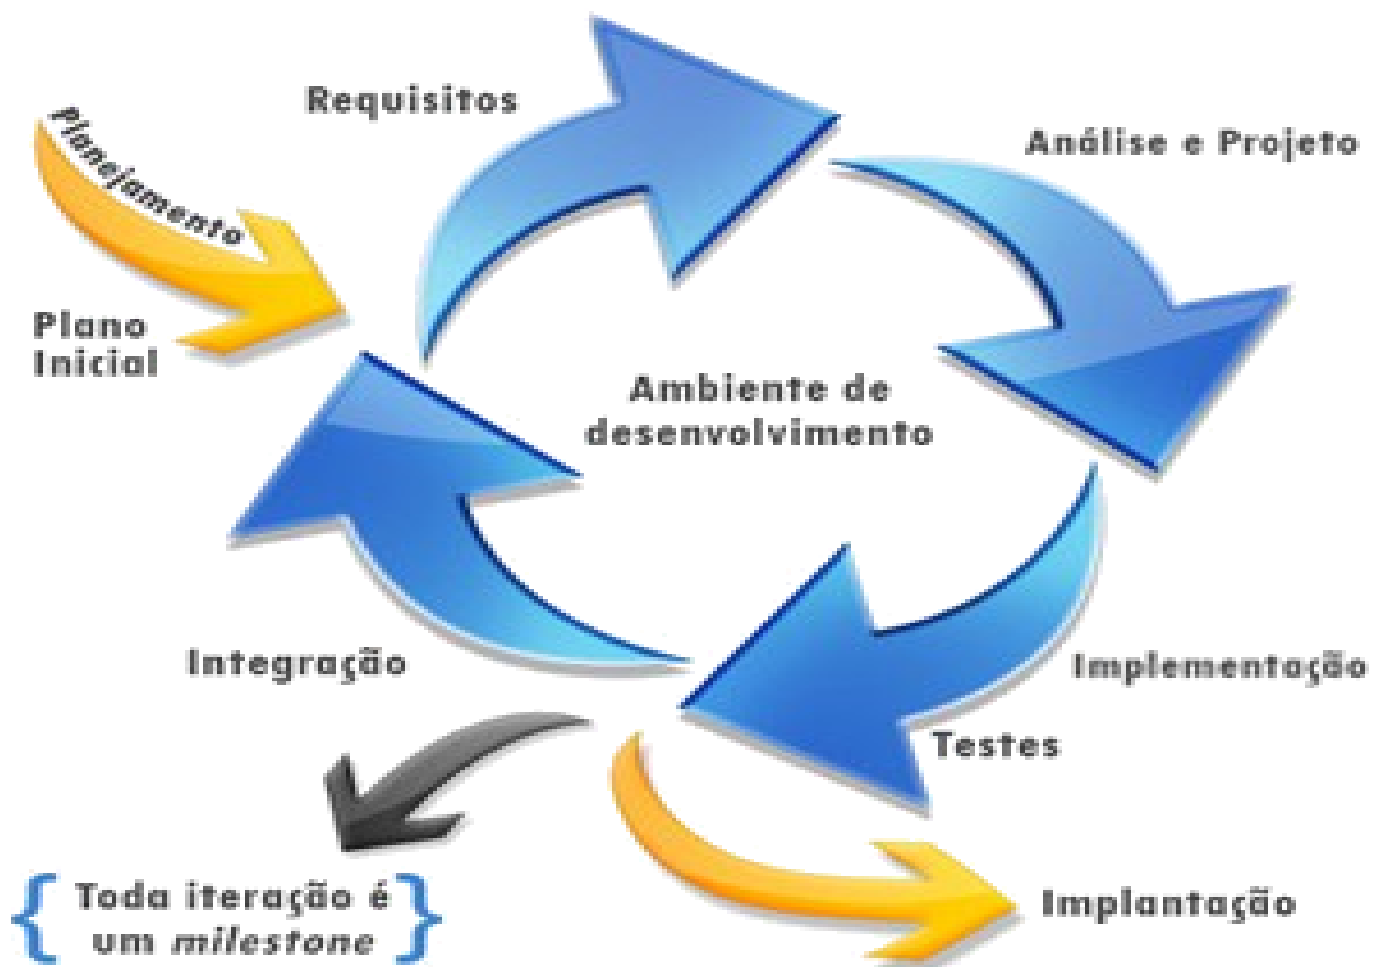 Requisitos
Análise e Projeto
Planejamento
Plano
Inicial
Ambiente de
desenvolvimento
Integração
Implementação
Testes
Toda iteração é
um milestone
Implantação